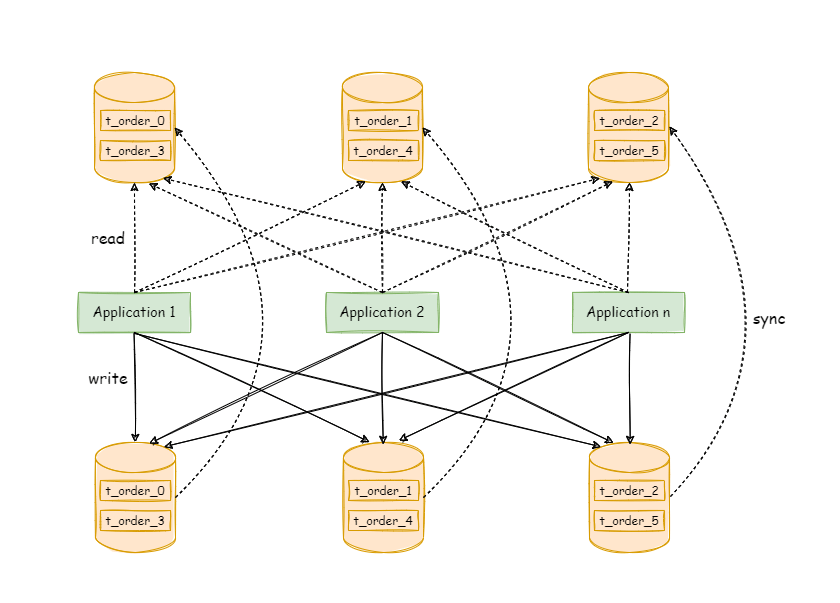 t_order_0
t_order_3
t_order_1
t_order_4
t_order_2
t_order_5
read
Application 1
Application 2
Application n
sync
write
t_order_0
t_order_3
t_order_1
t_order_4
t_order_2
t_order_5